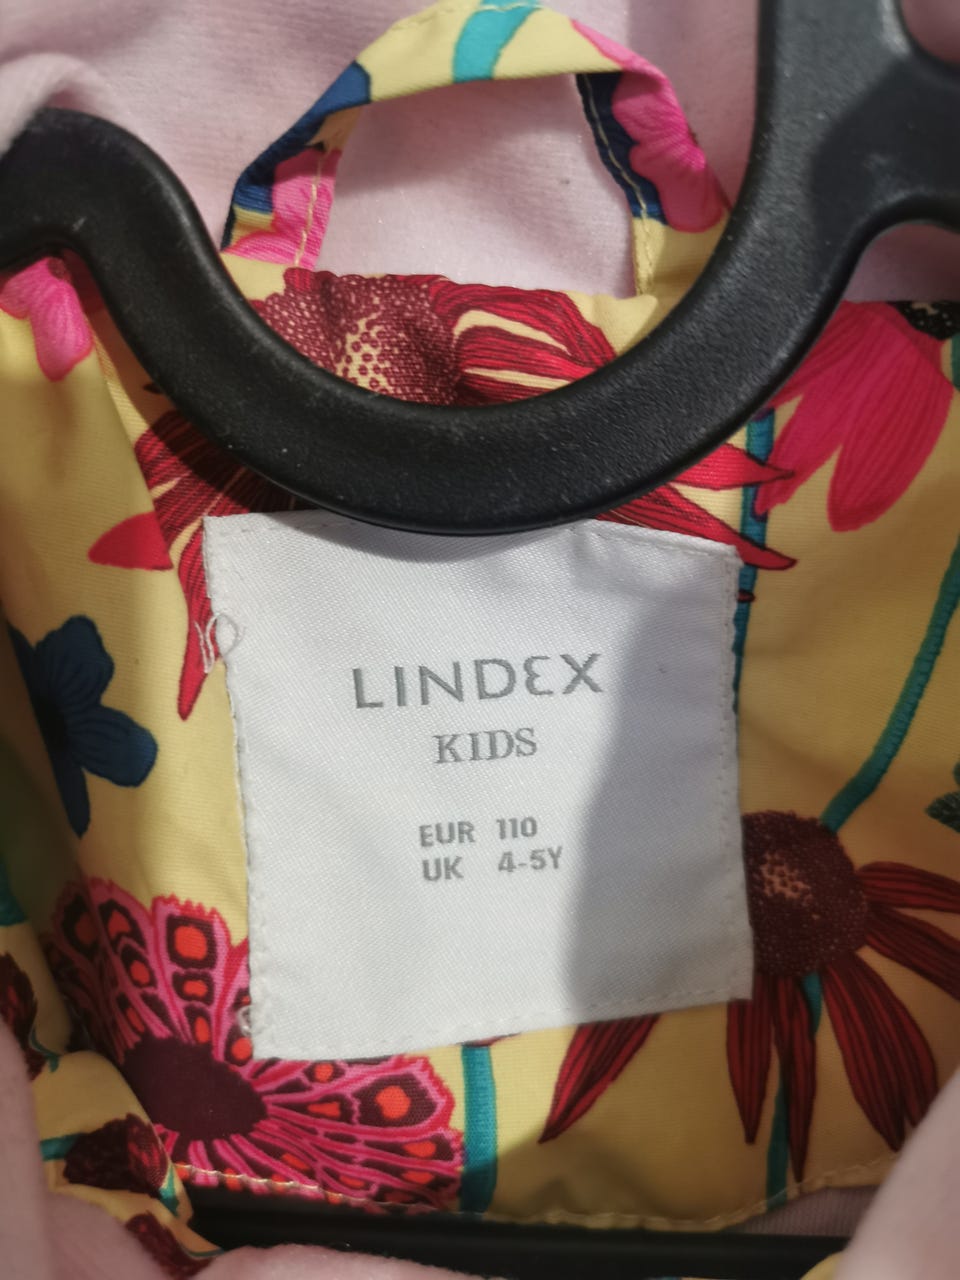 LINDEX
KIDS
EUR 110
UK 4-5Y